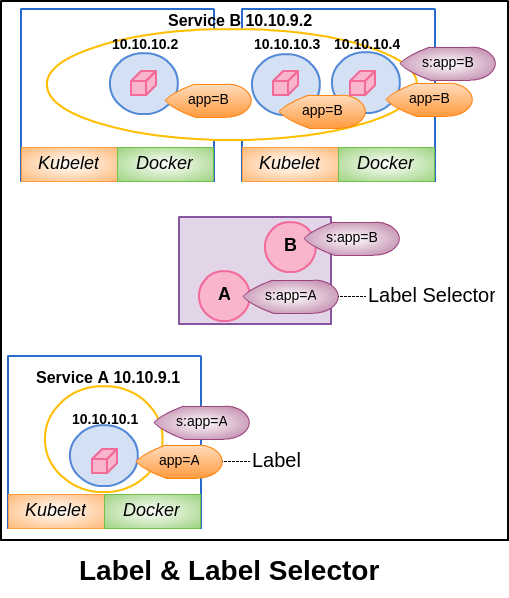 Service B 10.10.9.2
10.10.10.2
10.10.10.3
10.10.10.4
s:app=B
app=B
app=B
app=B
Kubelet
Docker
Kubelet
Docker
B
s:app=B
A
s:app=A
Label Selector
Service A 10.10.9.1
10.10.10.1
s:app=A
app=A
Label
Kubelet
Docker
Label & Label Selector